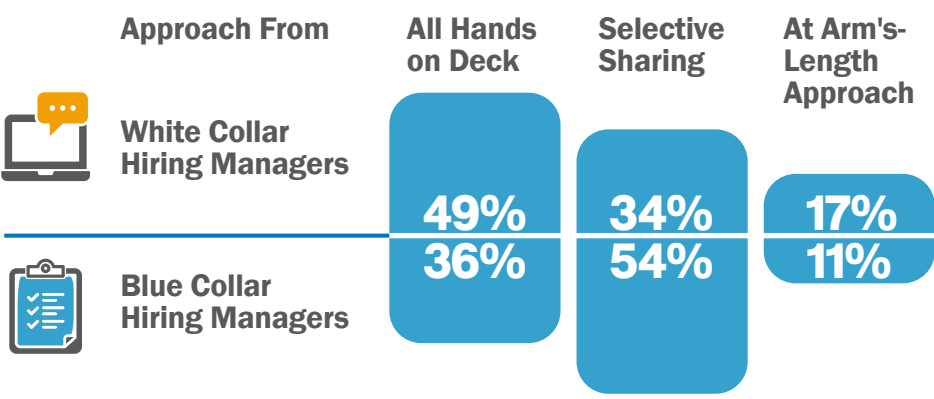 Approach From
All Hands
on Deck
Selective
Sharing
At Arm's-
Length
Approach
White Collar
Hiring Managers
49%
34%
17%
36%
54%
11%
Blue Collar
Hiring Managers